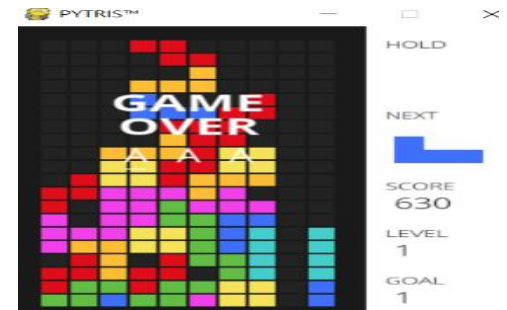 PYTRIS™
HOLD
GAME
OVER
NEXT
A A A
SCORE
630
LEVEL
1
GOAL
1